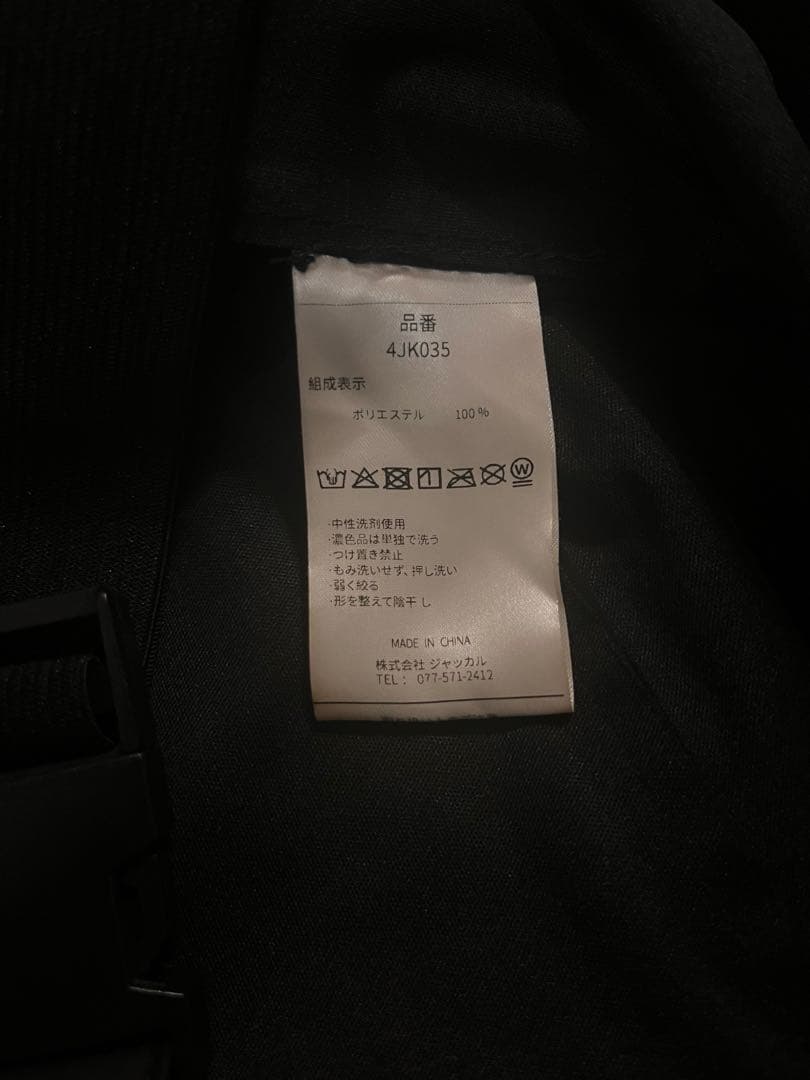 品番
4JK035
組成表示
ポリエステル 100%
W
・中性洗剤使用
・濃色品は単独で洗う
・つけ置き禁止
・もみ洗いせず、押し洗い
・弱く絞る
・形を整えて陰干し
MADE IN CHINA
株式会社 ジャッカル
TEL： 077-571-2412